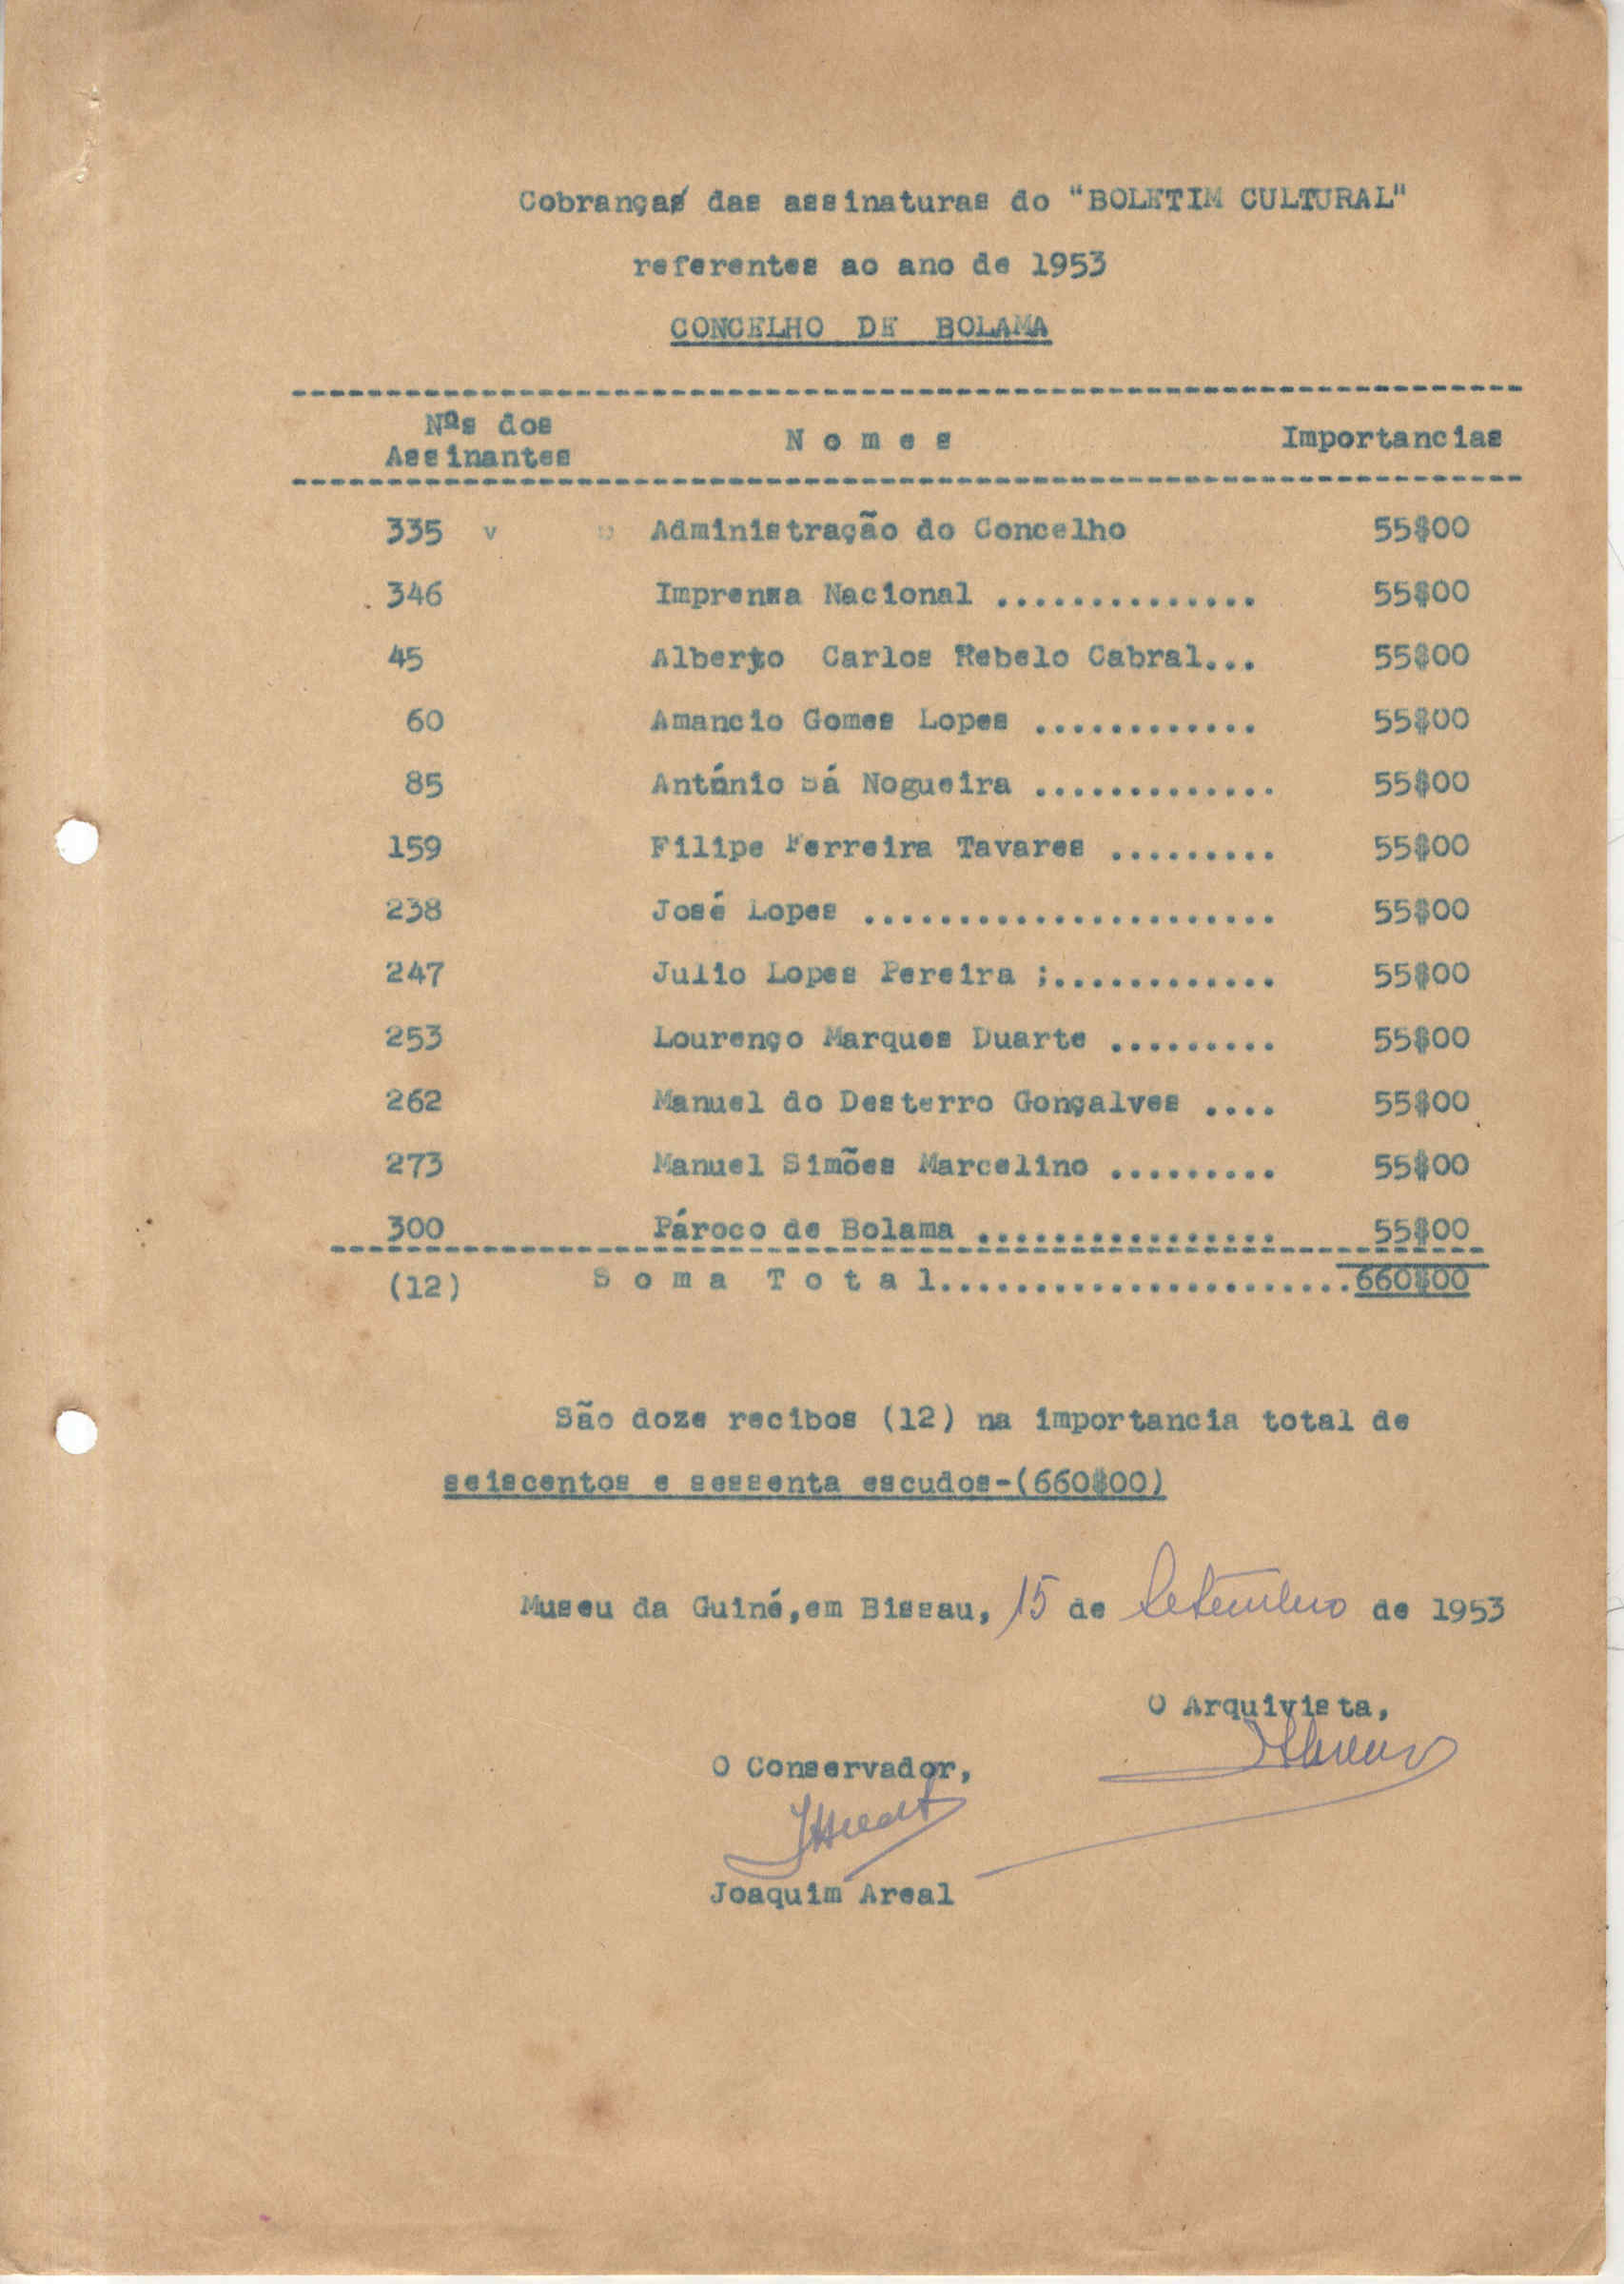 Cobrança das assinaturas do "BOLETIM CULTURAL"
referentes ao ano de 1953
CONCELHO DE BOLAMA
Nºs dos Assinantes N o m e s Importancias
335 v Administração do Concelho 55$00
346 Imprensa Nacional .............. 55$00
45 Alberto Carlos Rebelo Cabral... 55$00
60 Amancio Gomes Lopes ............ 55$00
85 António Sá Nogueira ............. 55$00
159 Filipe Ferreira Tavares ......... 55$00
238 José Lopes ...................... 55$00
247 Julio Lopes Pereira ;............ 55$00
253 Lourenço Marques Duarte ......... 55$00
262 Manuel do Desterro Gonçalves .... 55$00
273 Manuel Simões Marcelino ......... 55$00
300 Pároco de Bolama ................ 55$00
(12) S o m a T o t a l......................660$00
São doze recibos (12) na importancia total de
seiscentos e sessenta escudos-(660$00)
Museu da Guiné,em Bissau, 15 de Setembro de 1953
O Arquivista,
O Conservador,
Joaquim Areal